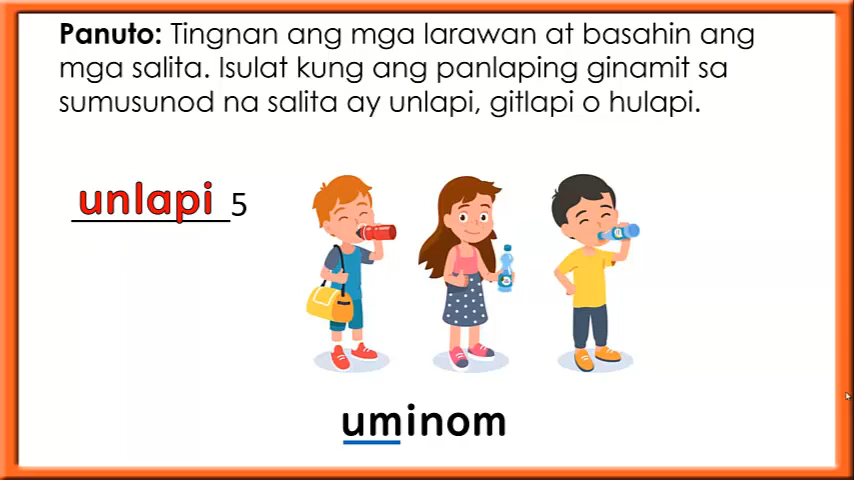 Panuto: Tingnan ang mga larawan at basahin ang
mga salita. Isulat kung ang panlaping ginamit sa
sumusunod na salita ay unlapi, gitlapi o hulapi.
unlapi 5
uminom